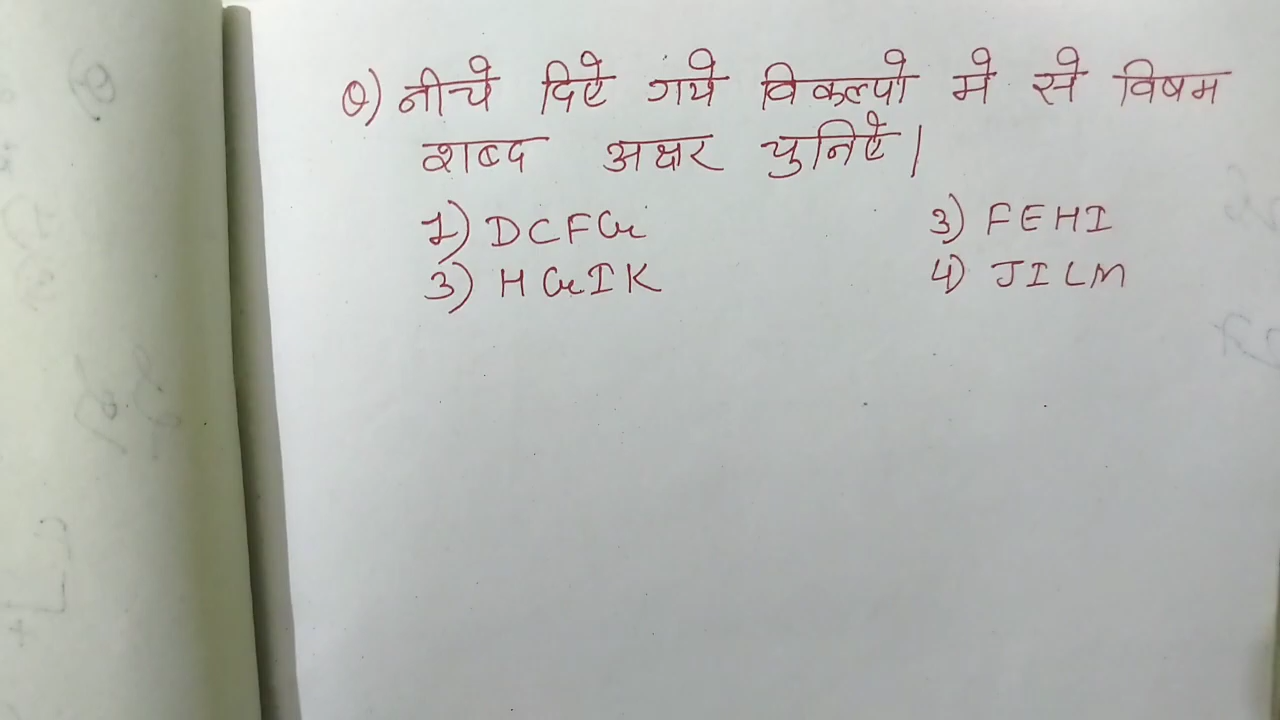 Q) नीचे दिऐ गये विकल्पो मे से विषम
शब्द अक्षर चुनिऐ।
1) DCFG
3) FEHI
3) HGIK
4) JILM